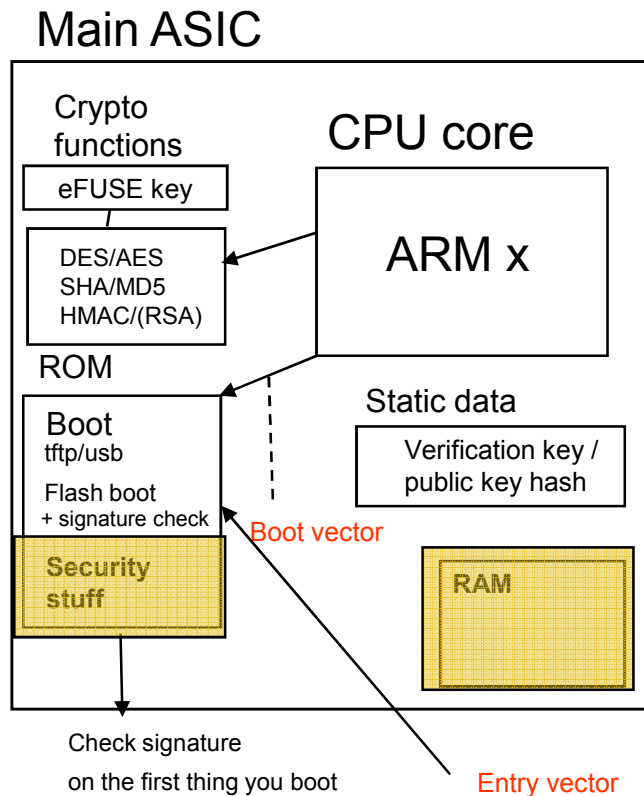 Main ASIC
Crypto
functions
eFUSE key
DES/AES
SHA/MD5
HMAC/(RSA)
CPU core
ARM x
ROM
Boot
tftp/usb
Flash boot
+ signature check
Security
stuff
Static data
Verification key /
public key hash
Boot vector
RAM
Check signature
on the first thing you boot
Entry vector